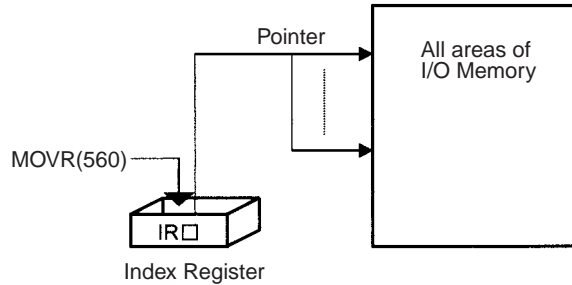 Pointer
All areas of
I/O Memory
MOVR(560)
IR□
Index Register